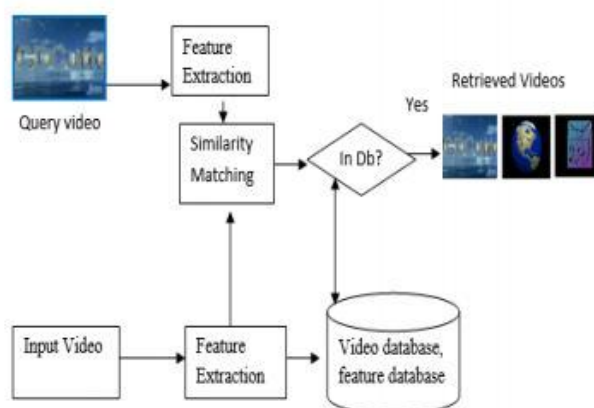 Feature
Extraction
Query video
Similarity
Matching
In Db?
Yes
Retrieved Videos
Input Video
Feature
Extraction
Video database,
feature database